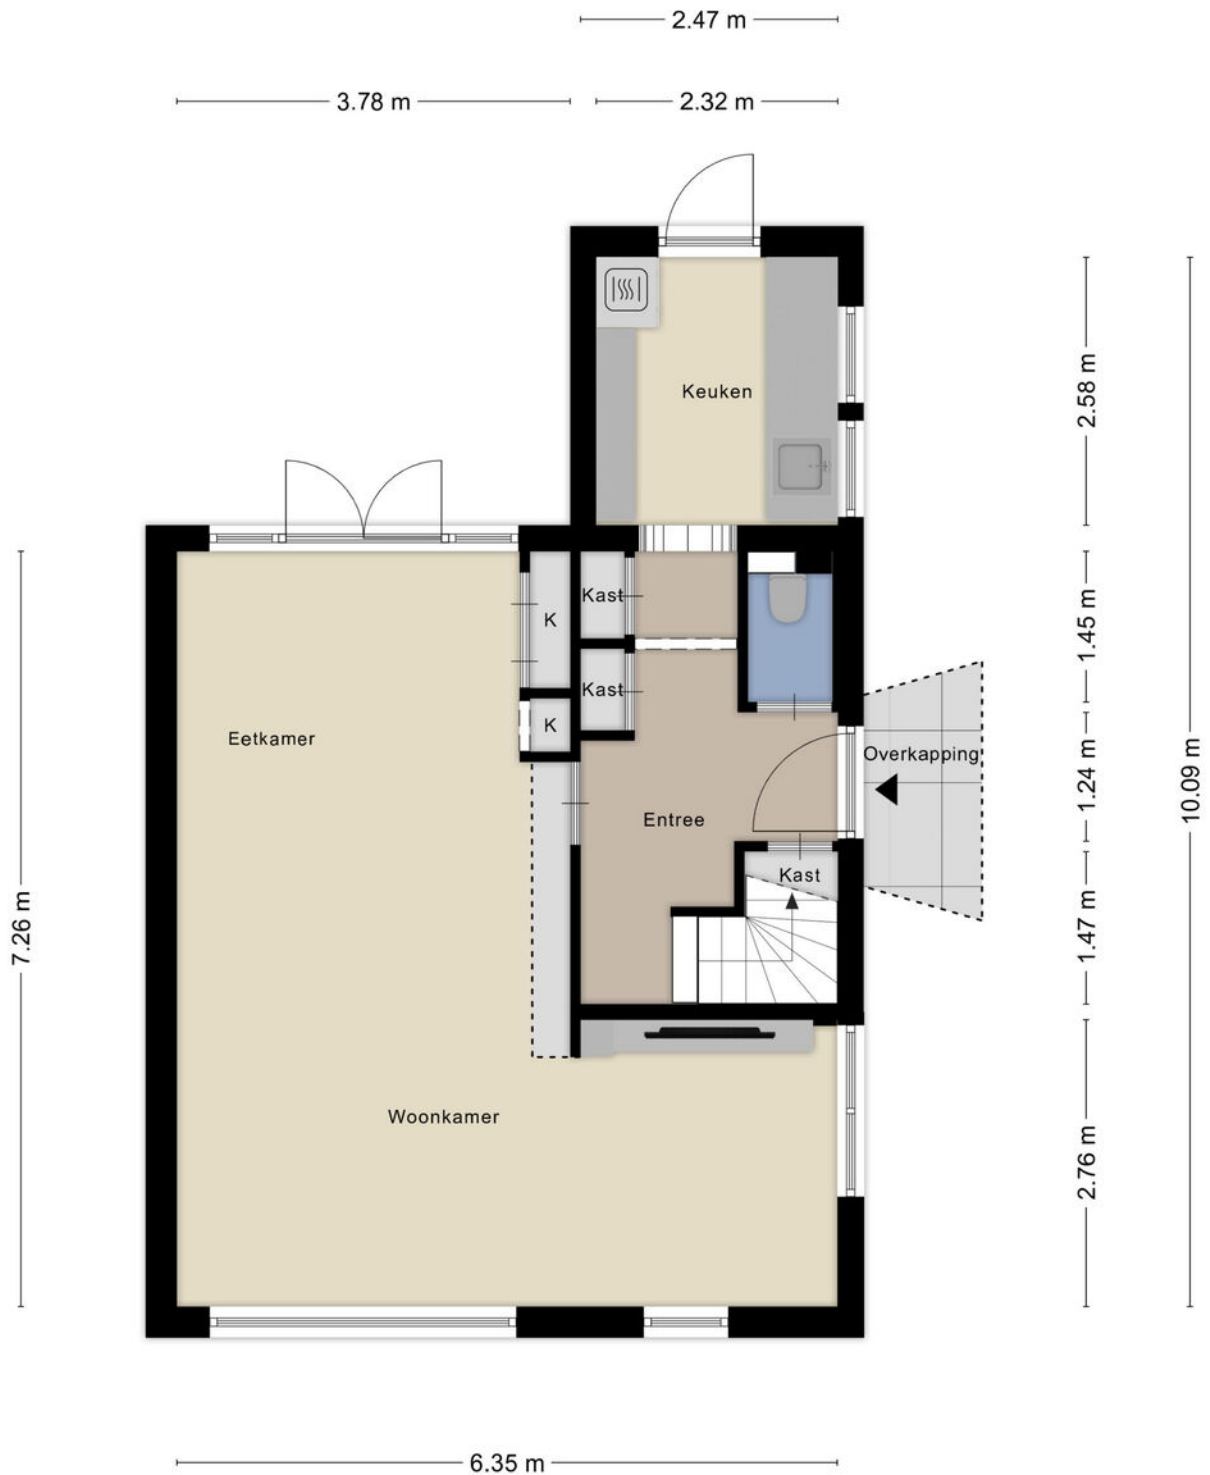 2.47 m
3.78 m
2.32 m
Keuken
2.58 m
Kast
K
1.45 m
Kast
K
Eetkamer
Overkapping
1.24 m
10.09 m
Entree
Kast
7.26 m
1.47 m
Woonkamer
2.76 m
6.35 m